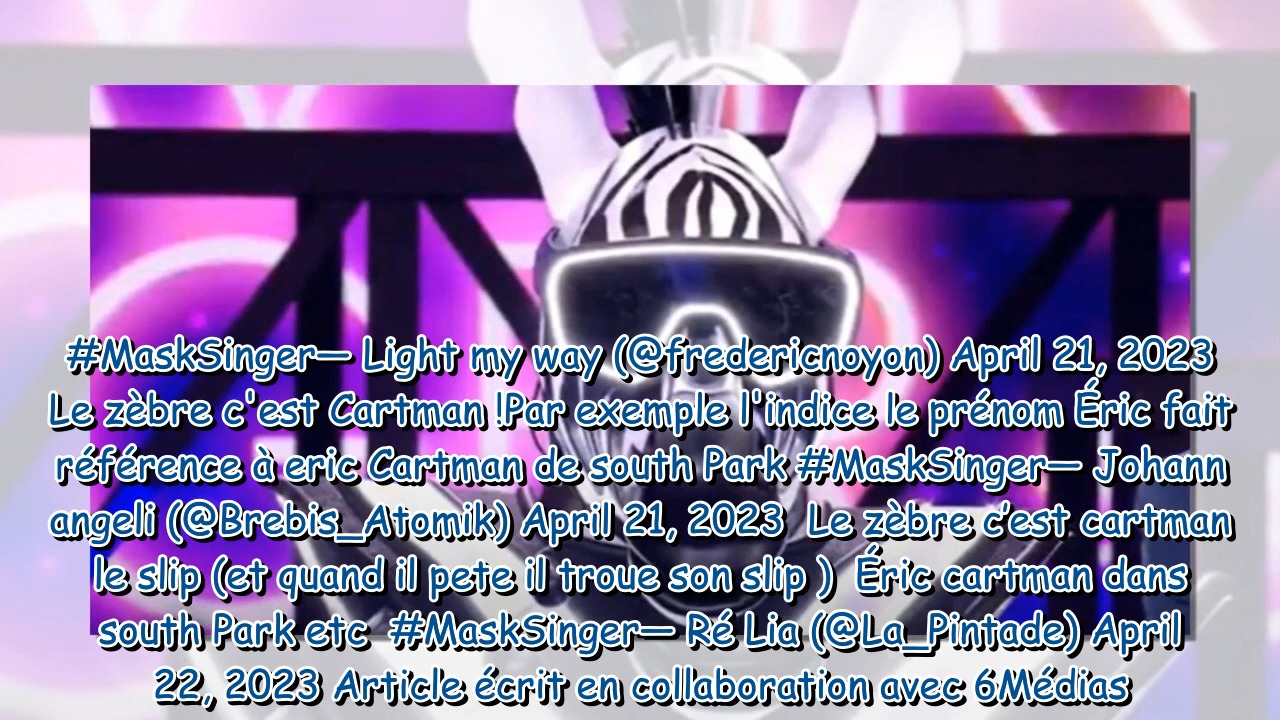 #MaskSinger— Light my way (@fredericnoyon) April 21, 2023
Le zèbre c'est Cartman !Par exemple l'indice le prénom Éric fait
référence à eric Cartman de south Park #MaskSinger— Johann
angeli (@Brebis_Atomik) April 21, 2023  Le zèbre c’est cartman
le slip (et quand il pete il troue son slip )  Éric cartman dans
south Park etc  #MaskSinger— Ré Lia (@La_Pintade) April
22, 2023 Article écrit en collaboration avec 6Médias